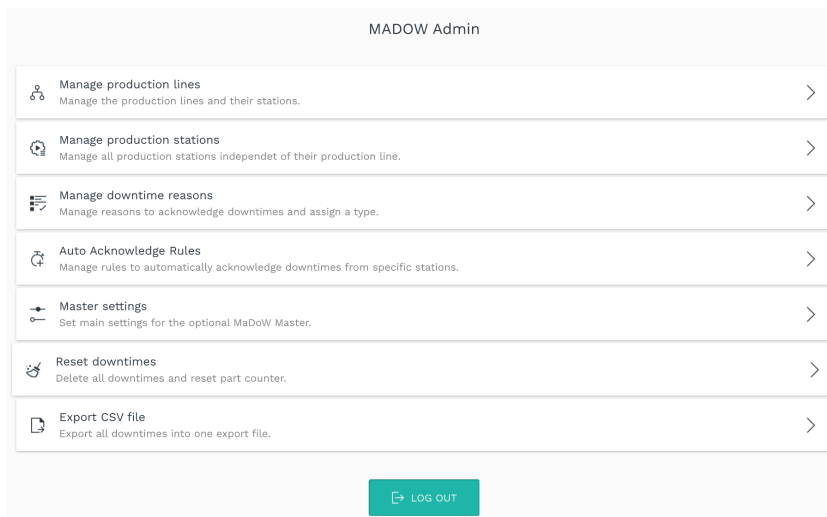 MADOW Admin
Manage production lines
Manage the production lines and their stations.
Manage production stations
Manage all production stations independet of their production line.
Manage downtime reasons
Manage reasons to acknowledge downtimes and assign a type.
Auto Acknowledge Rules
Manage rules to automatically acknowledge downtimes from specific stations.
Master settings
Set main settings for the optional MaDoW Master.
Reset downtimes
Delete all downtimes and reset part counter.
Export CSV file
Export all downtimes into one export file.
LOG OUT